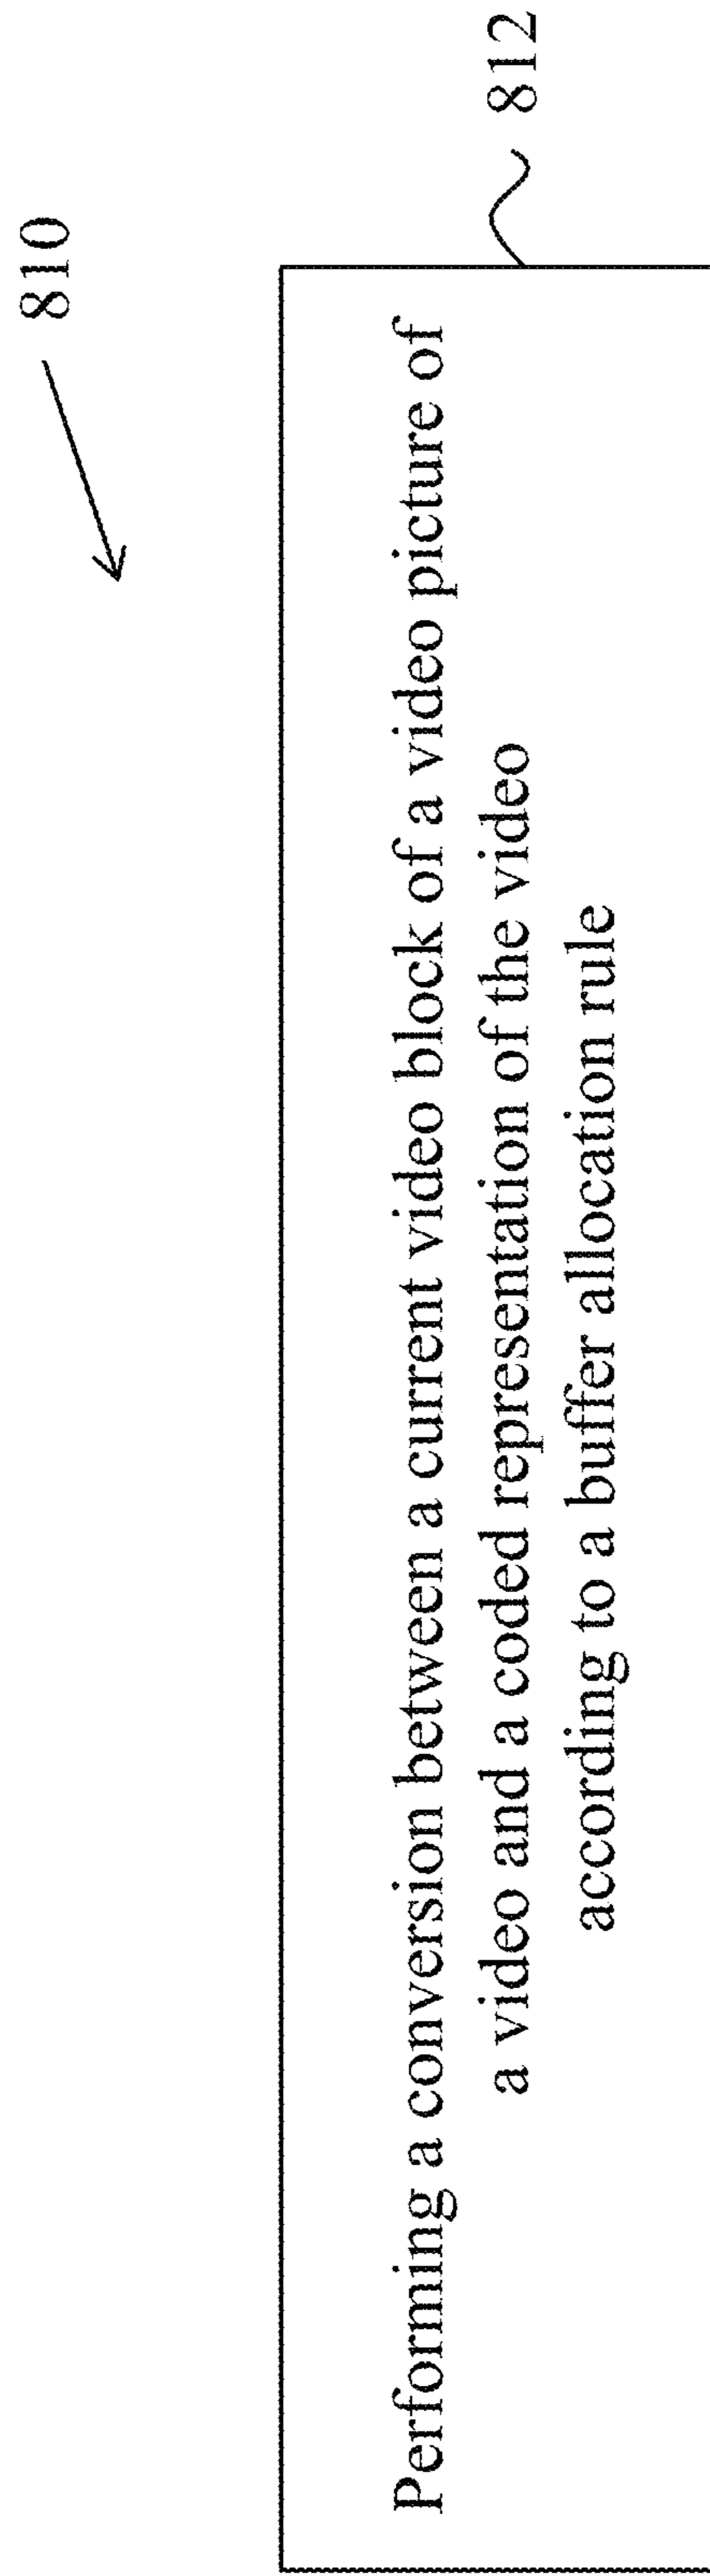 810
812
Performing a conversion between a current video block of a video picture of
a video and a coded representation of the video
according to a buffer allocation rule